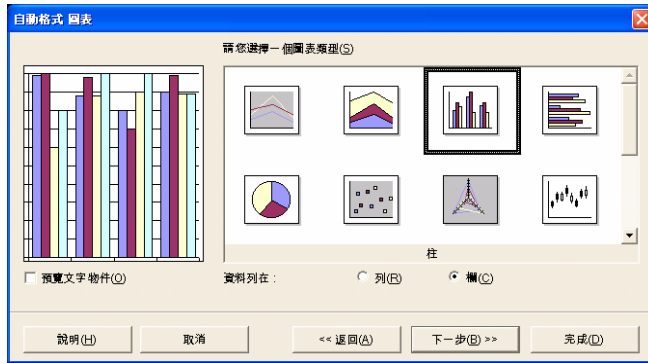 自動格式 圖表
請您選擇一個圖表類型(S)
柱
預覽文字物件(O)
資料列在：
列(R)
欄(C)
說明(H)
取消
<< 返回(A)
下一步(B) >>
完成(D)